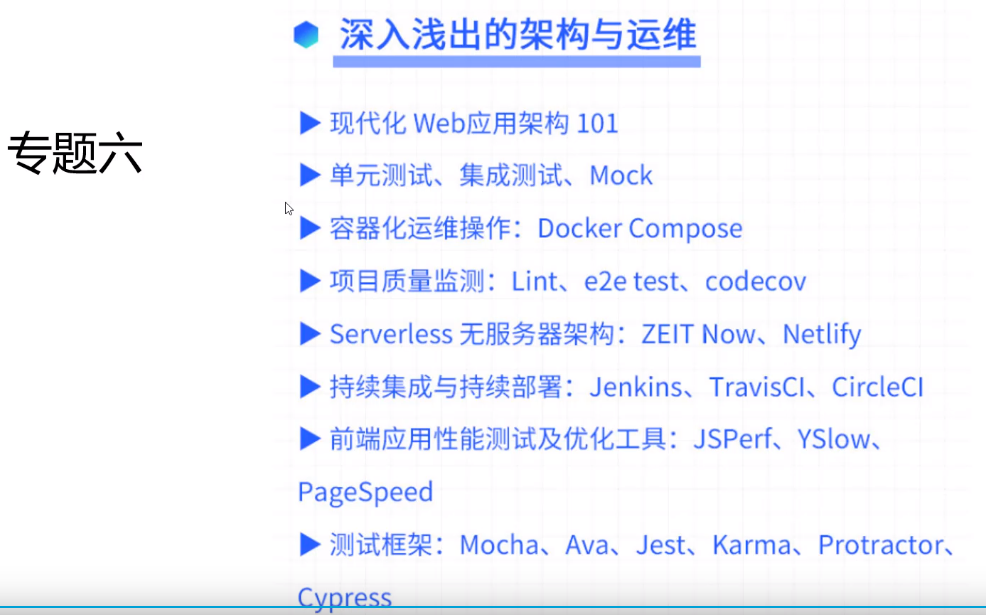 深入浅出的架构与运维
专题六
▶ 现代化 Web应用架构 101
▶ 单元测试、集成测试、Mock
▶ 容器化运维操作：Docker Compose
▶ 项目质量监测：Lint、e2e test、codecov
▶ Serverless 无服务器架构：ZEIT Now、Netlify
▶ 持续集成与持续部署：Jenkins、TravisCI、CircleCI
▶ 前端应用性能测试及优化工具：JSPerf、YSlow、
PageSpeed
▶ 测试框架：Mocha、Ava、Jest、Karma、Protractor、
Cypress